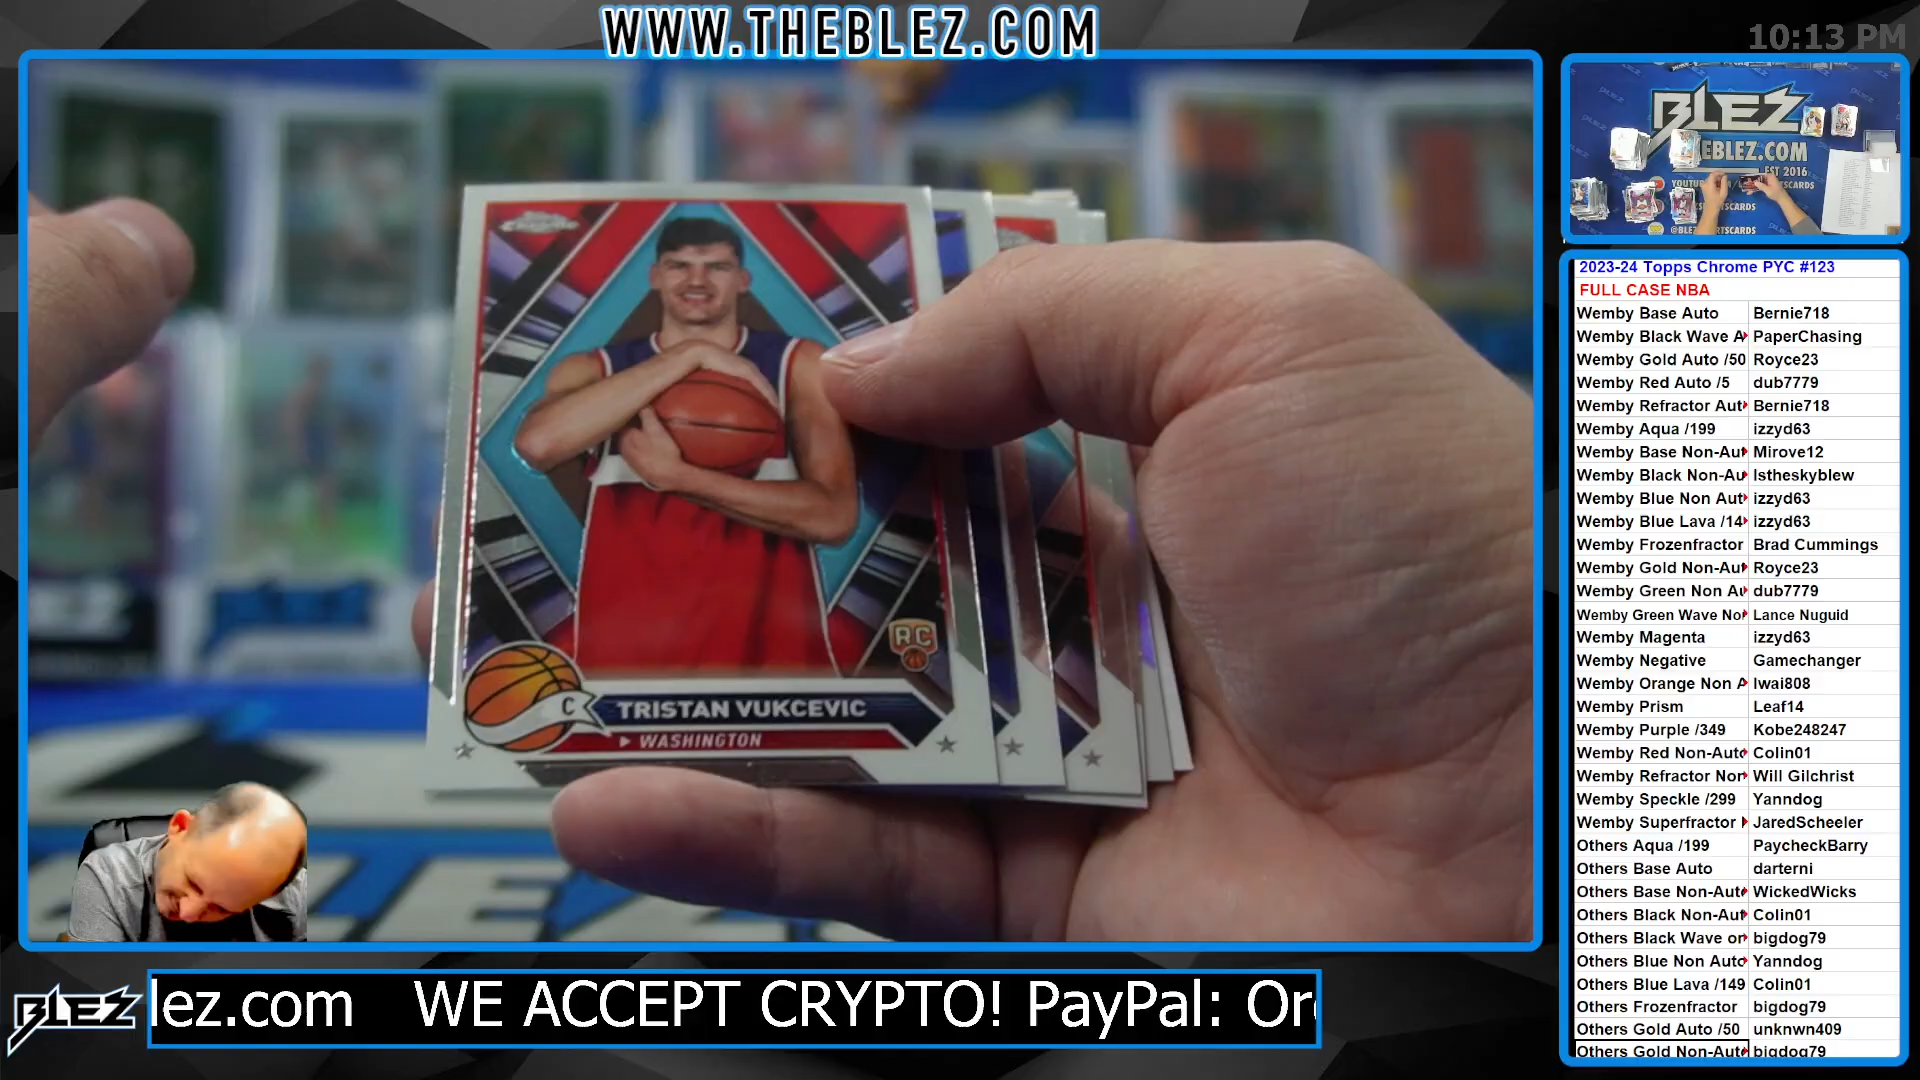 WWW.THEBLEZ.COM
10:13 PM
BLEZ
EBLEZ.COM
EST 2016
2023-24 Topps Chrome PYC #123
FULL CASE NBA
Wemby Base Auto Bernie718
Wemby Black Wave A PaperChasing
Wemby Gold Auto /50 Royce23
Wemby Red Auto /5 dub7779
Wemby Refractor Aut Bernie718
Wemby Aqua /199 izzyd63
Wemby Base Non-Aut Mirove12
Wemby Black Non-Au Istheskyblew
Wemby Blue Non Aut izzyd63
Wemby Blue Lava /14 izzyd63
Wemby Frozenfractor Brad Cummings
Wemby Gold Non-Aut Royce23
Wemby Green Non Au dub7779
Wemby Green Wave No Lance Nuguid
Wemby Magenta izzyd63
Wemby Negative Gamechanger
Wemby Orange Non A Iwai808
Wemby Prism Leaf14
Wemby Purple /349 Kobe248247
Wemby Red Non-Auto Colin01
Wemby Refractor Non Will Gilchrist
Wemby Speckle /299 Yanndog
Wemby Superfractor JaredScheeler
Others Aqua /199 PaycheckBarry
Others Base Auto darterni
Others Base Non-Auto WickedWicks
Others Black Non-Aut Colin01
Others Black Wave or bigdog79
Others Blue Non Auto Yanndog
Others Blue Lava /149 Colin01
Others Frozenfractor bigdog79
Others Gold Auto /50 unknwn409
Others Gold Non-Auto bigdog79
RC
C TRISTAN VUKCEVIC
WASHINGTON
BLEZ
lez.com WE ACCEPT CRYPTO! PayPal: Or